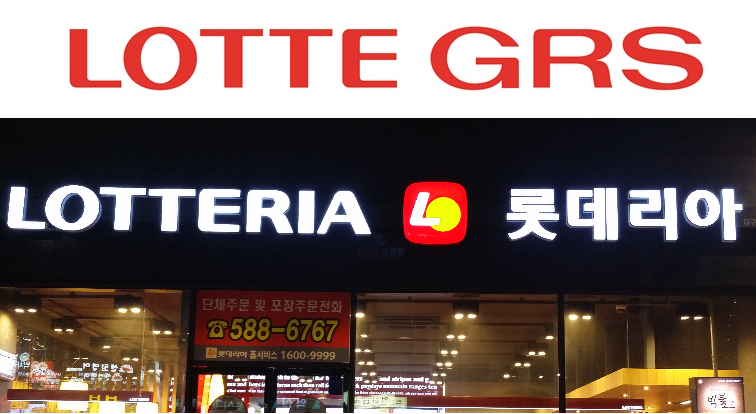 LOTTE GRS
LOTTERIA L 롯데리아
단체주문 및 포장주문전화
☎588-6767
롯데리아 홈서비스 1600-9999